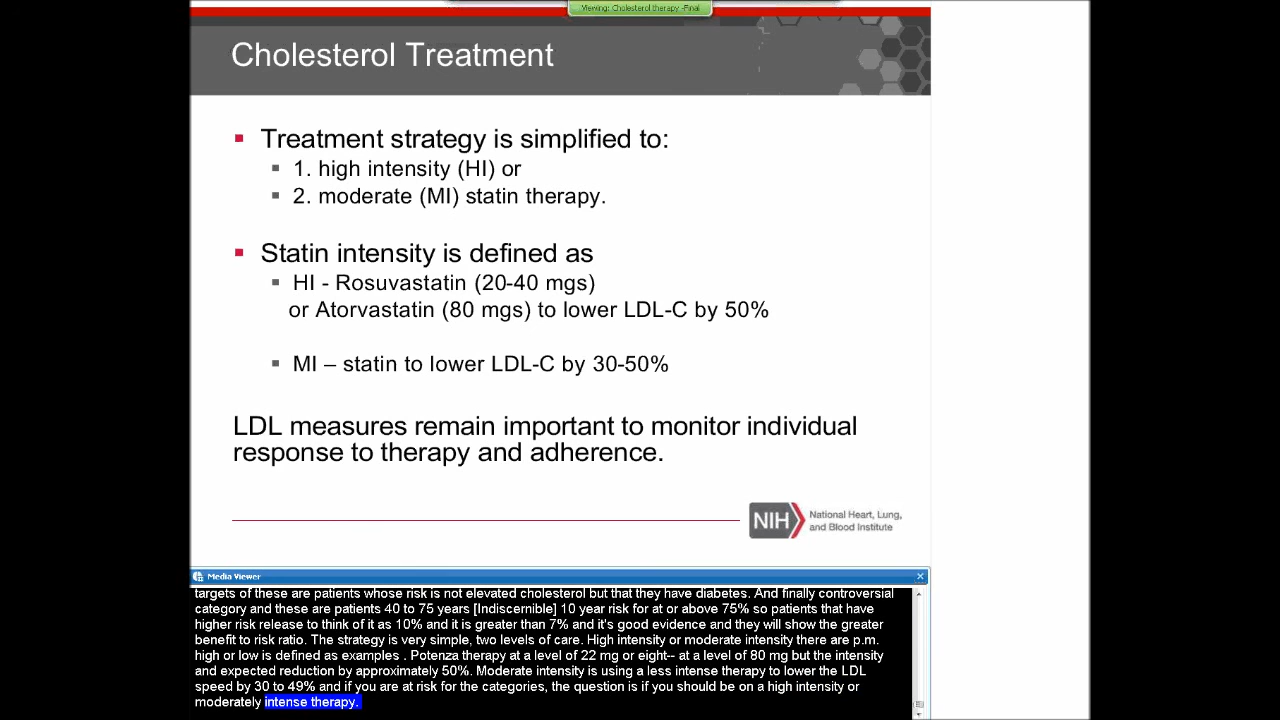 Viewing: Cholesterol therapy -Final
Cholesterol Treatment
Treatment strategy is simplified to:
1. high intensity (HI) or
2. moderate (MI) statin therapy.
Statin intensity is defined as
HI - Rosuvastatin (20-40 mgs)
or Atorvastatin (80 mgs) to lower LDL-C by 50%
MI – statin to lower LDL-C by 30-50%
LDL measures remain important to monitor individual
response to therapy and adherence.
NIH
National Heart, Lung,
and Blood Institute
Media Viewer
targets of these are patients whose risk is not elevated cholesterol but that they have diabetes. And finally controversial
category and these are patients 40 to 75 years [Indiscernible] 10 year risk for at or above 75% so patients that have
higher risk release to think of it as 10% and it is greater than 7% and it's good evidence and they will show the greater
benefit to risk ratio. The strategy is very simple, two levels of care. High intensity or moderate intensity there are p.m.
high or low is defined as examples . Potenza therapy at a level of 22 mg or eight-- at a level of 80 mg but the intensity
and expected reduction by approximately 50%. Moderate intensity is using a less intense therapy to lower the LDL
speed by 30 to 49% and if you are at risk for the categories, the question is if you should be on a high intensity or
moderately intense therapy.